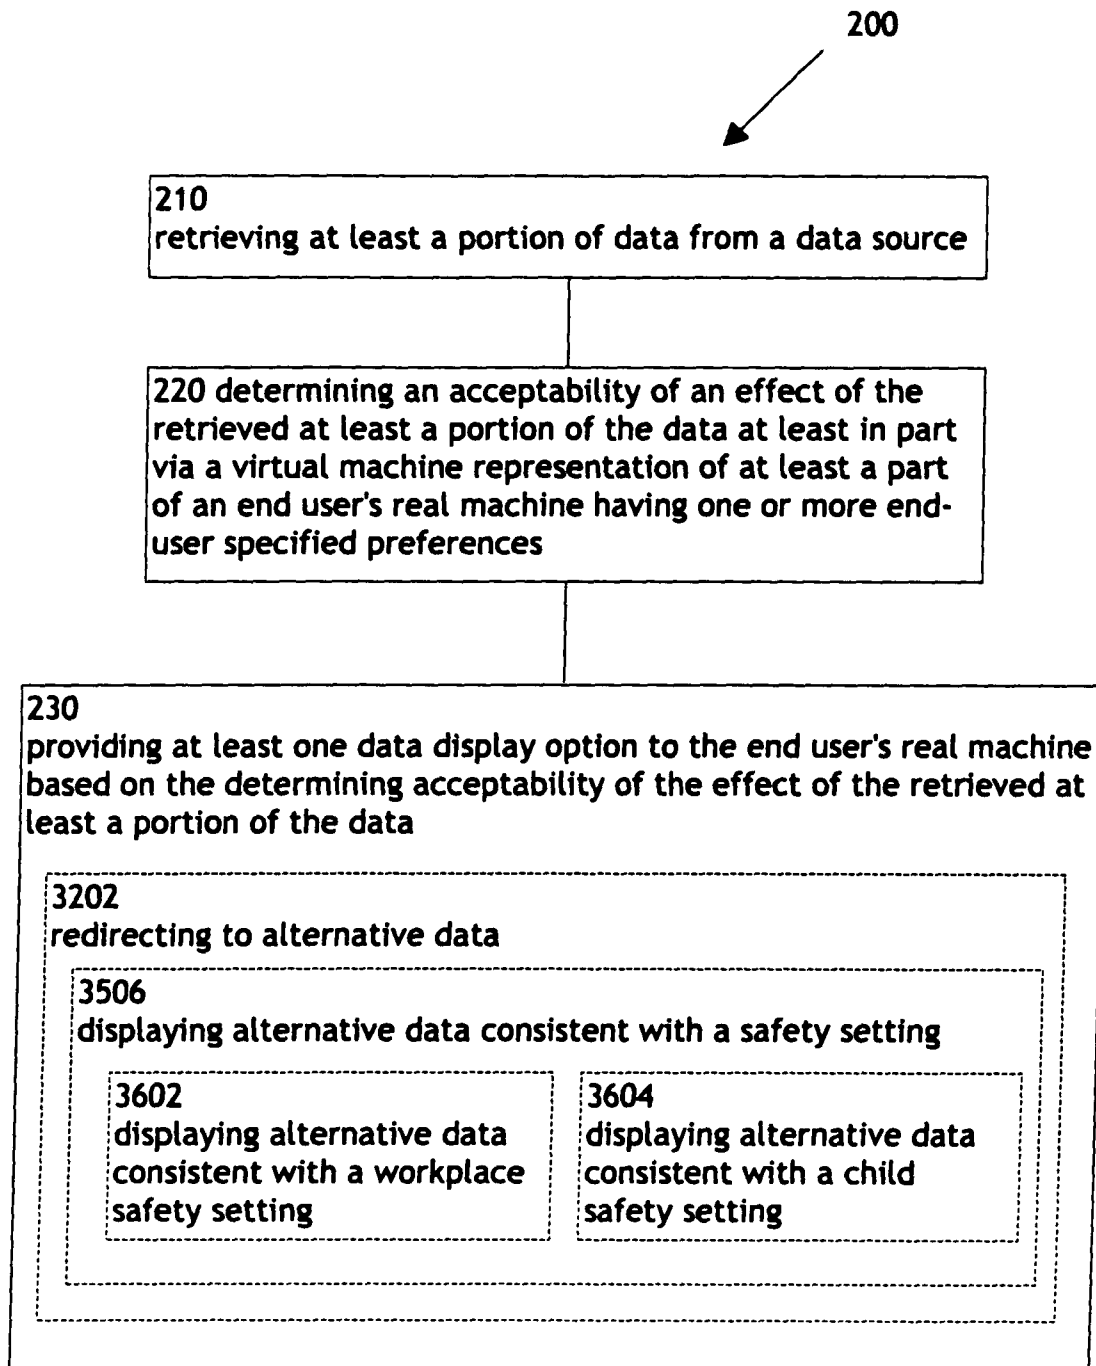 200
210
retrieving at least a portion of data from a data source
220 determining an acceptability of an effect of the
retrieved at least a portion of the data at least in part
via a virtual machine representation of at least a part
of an end user's real machine having one or more end-
user specified preferences
230
providing at least one data display option to the end user's real machine
based on the determining acceptability of the effect of the retrieved at
least a portion of the data
3202
redirecting to alternative data
3506
displaying alternative data consistent with a safety setting
3602
displaying alternative data
consistent with a workplace
safety setting
3604
displaying alternative data
consistent with a child
safety setting